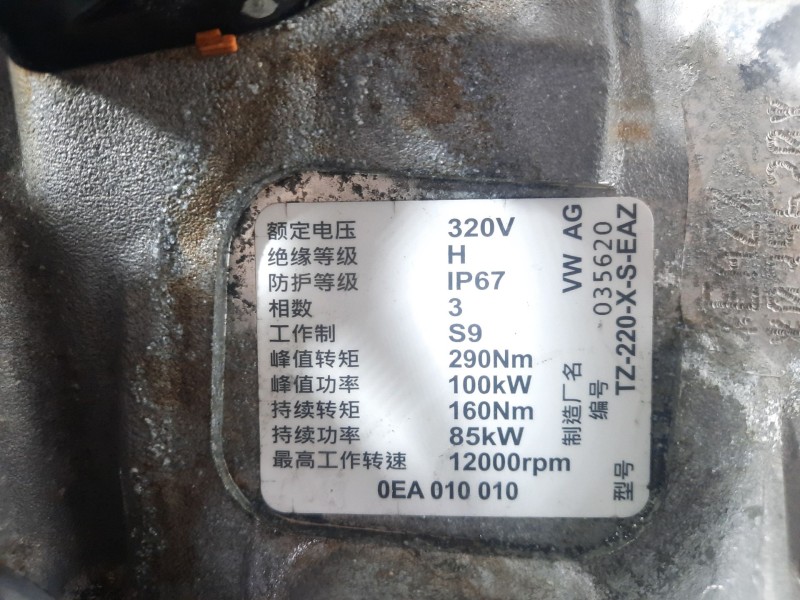 额定电压 320V
绝缘等级 H
防护等级 IP67
相数 3
工作制 S9
峰值转矩 290Nm
峰值功率 100kW
持续转矩 160Nm
持续功率 85kW
最高工作转速 12000rpm
0EA 010 010
制造厂名 VW AG
编号 035620
型号 TZ-220-X-S-EAZ